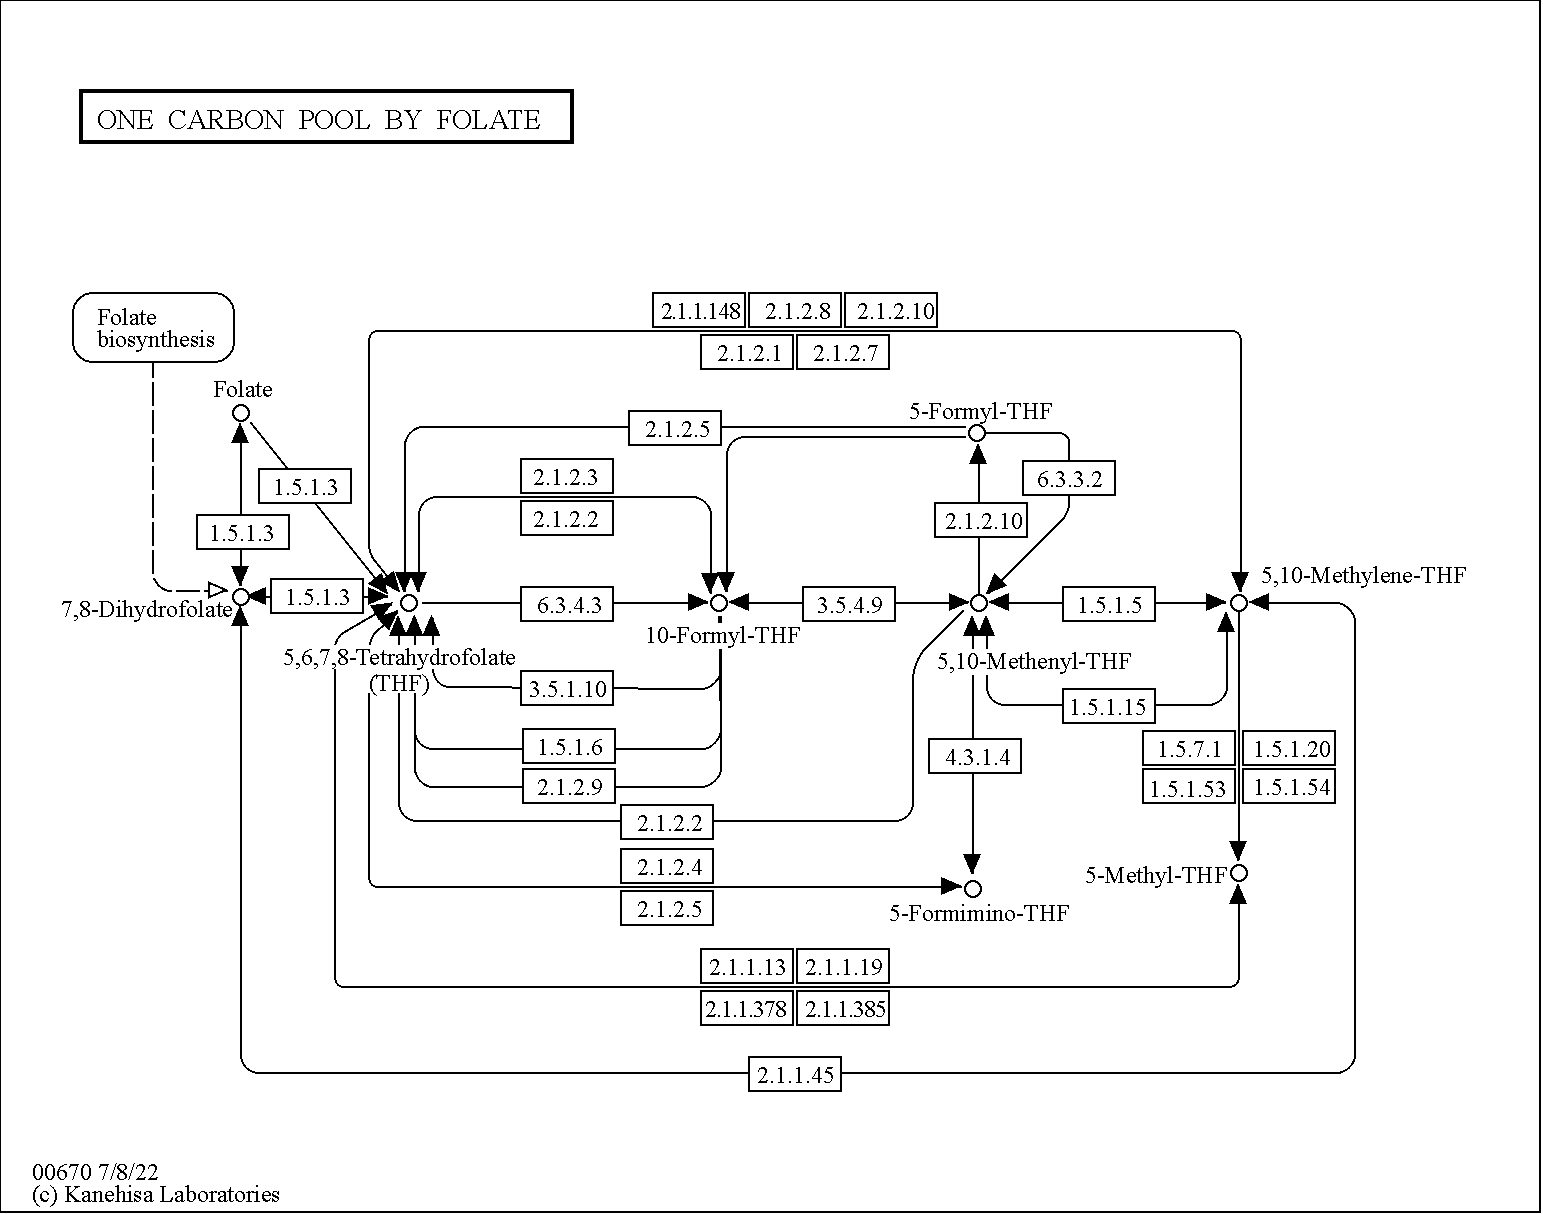 ONE CARBON POOL BY FOLATE
2.1.1.148 2.1.2.8 2.1.2.10
Folate
biosynthesis
2.1.2.1 2.1.2.7
Folate
5-Formyl-THF
2.1.2.5
2.1.2.3
6.3.3.2
1.5.1.3
2.1.2.2
2.1.2.10
1.5.1.3
5,10-Methylene-THF
1.5.1.3
6.3.4.3
3.5.4.9
1.5.1.5
7,8-Dihydrofolate
10-Formyl-THF
5,6,7,8-Tetrahydrofolate
(THF)
5,10-Methenyl-THF
3.5.1.10
1.5.1.15
1.5.1.6
4.3.1.4
1.5.7.1 1.5.1.20
2.1.2.9
1.5.1.53 1.5.1.54
2.1.2.2
2.1.2.4
5-Methyl-THF
2.1.2.5
5-Formimino-THF
2.1.1.13 2.1.1.19
2.1.1.378 2.1.1.385
2.1.1.45
00670 7/8/22
(c) Kanehisa Laboratories